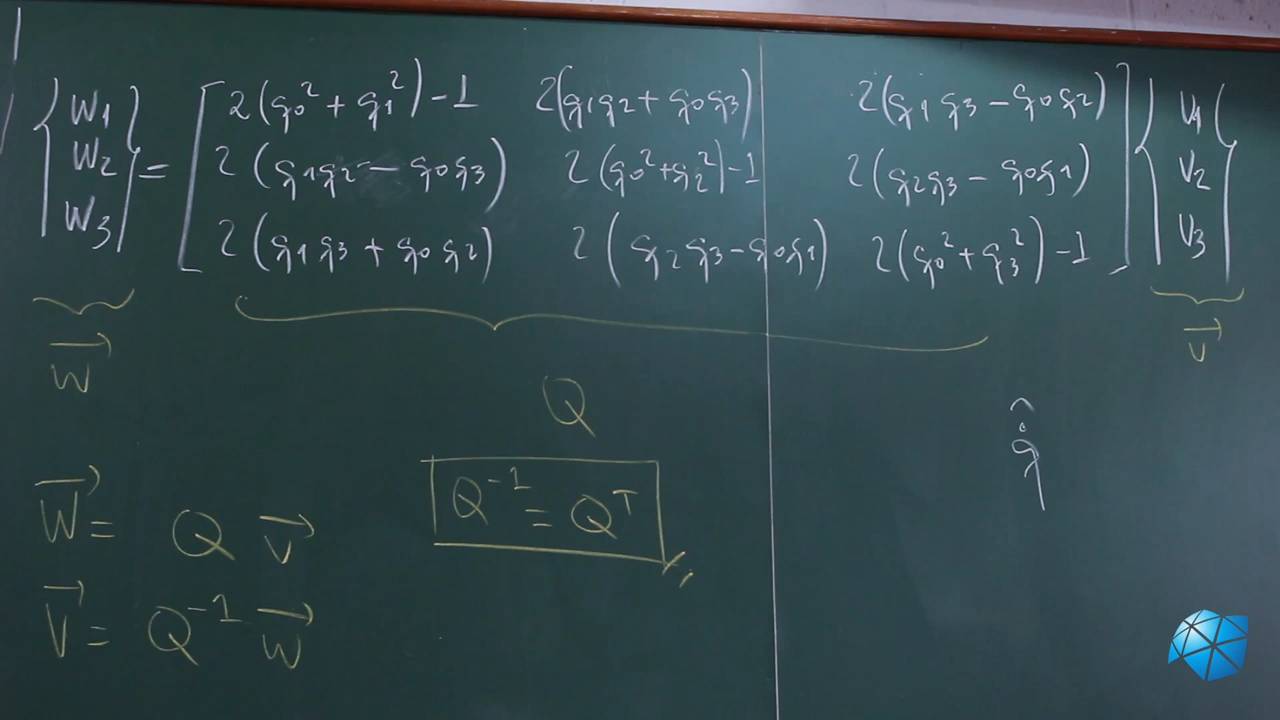 {w1 w2 w3} = [2(q0² + q1²) - 1 2(q1q2 + q0q3) 2(q1q3 - q0q2)
2(q1q2 - q0q3) 2(q0² + q2²) - 1 2(q2q3 - q0q1)
2(q1q3 + q0q2) 2(q2q3 - q0q1) 2(q0² + q3²) - 1] {v1 v2 v3}
w⃗ Q v⃗
q̂
w⃗ = Q v⃗
Q⁻¹ = Qᵀ
v⃗ = Q⁻¹ w⃗